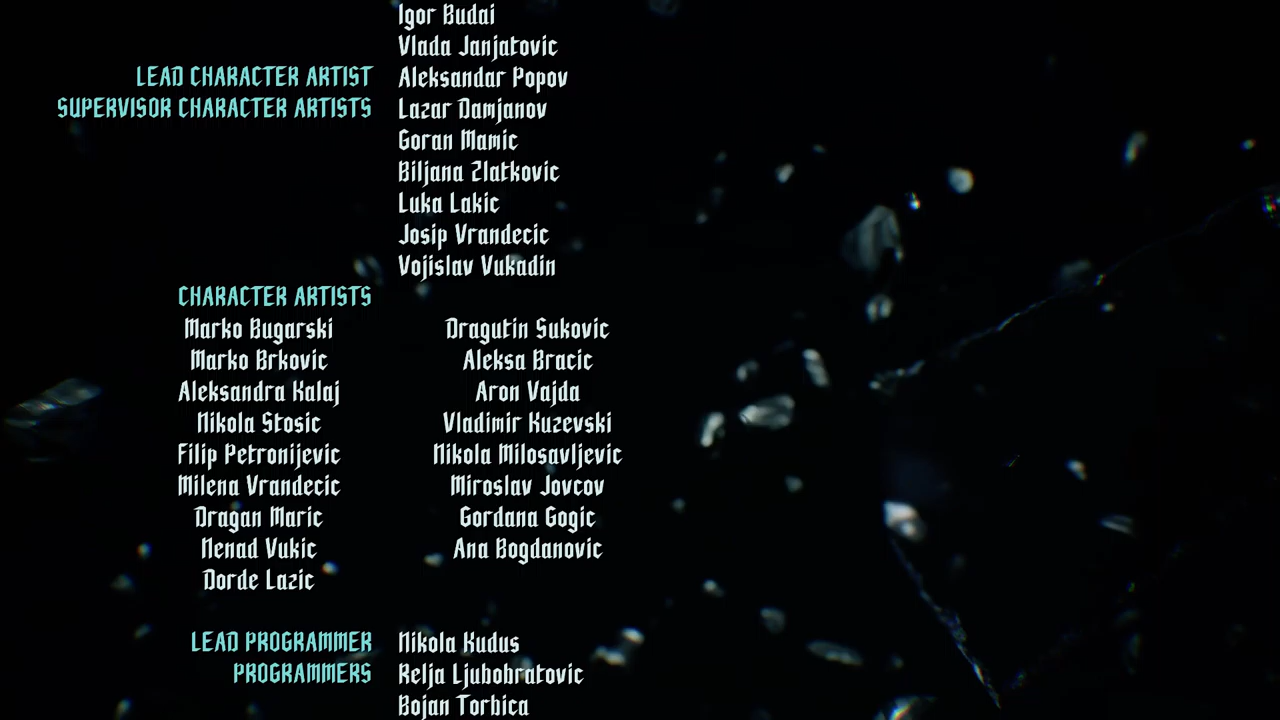 Igor Budai
Vlada Janjatovic
LEAD CHARACTER ARTIST Aleksandar Popov
SUPERVISOR CHARACTER ARTISTS Lazar Damjanov
Goran Mamic
Biljana Zlatkovic
Luka Lakic
Josip Vrandecic
Vojislav Vukadin
CHARACTER ARTISTS
Marko Bugarski Dragutin Sukovic
Marko Brkovic Aleksa Bracic
Aleksandra Kalaj Aron Vajda
Nikola Stosic Vladimir Kuzevski
Filip Petronijevic Nikola Milosavljevic
Milena Vrandecic Miroslav Jovcov
Dragan Maric Gordana Gogic
Nenad Vukic Ana Bogdanovic
Dorde Lazic
LEAD PROGRAMMER Nikola Kudus
PROGRAMMERS Relja Ljubobratovic
Bojan Torbica